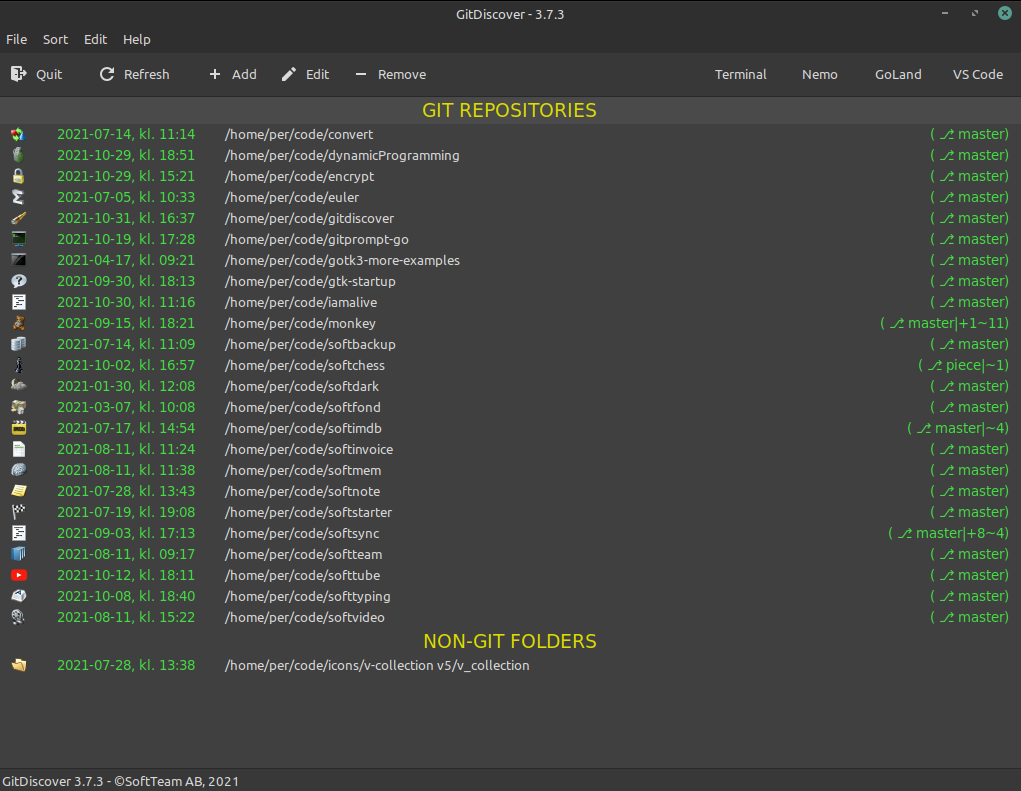 GitDiscover - 3.7.3
File Sort Edit Help
Quit Refresh + Add Edit − Remove Terminal Nemo GoLand VS Code
GIT REPOSITORIES
2021-07-14, kl. 11:14 /home/per/code/convert ( ⎇ master)
2021-10-29, kl. 18:51 /home/per/code/dynamicProgramming ( ⎇ master)
2021-10-29, kl. 15:21 /home/per/code/encrypt ( ⎇ master)
2021-07-05, kl. 10:33 /home/per/code/euler ( ⎇ master)
2021-10-31, kl. 16:37 /home/per/code/gitdiscover ( ⎇ master)
2021-10-19, kl. 17:28 /home/per/code/gitprompt-go ( ⎇ master)
2021-04-17, kl. 09:21 /home/per/code/gotk3-more-examples ( ⎇ master)
2021-09-30, kl. 18:13 /home/per/code/gtk-startup ( ⎇ master)
2021-10-30, kl. 11:16 /home/per/code/iamalive ( ⎇ master)
2021-09-15, kl. 18:21 /home/per/code/monkey ( ⎇ master|+1~11)
2021-07-14, kl. 11:09 /home/per/code/softbackup ( ⎇ master)
2021-10-02, kl. 16:57 /home/per/code/softchess ( ⎇ piece|~1)
2021-01-30, kl. 12:08 /home/per/code/softdark ( ⎇ master)
2021-03-07, kl. 10:08 /home/per/code/softfond ( ⎇ master)
2021-07-17, kl. 14:54 /home/per/code/softimdb ( ⎇ master|~4)
2021-08-11, kl. 11:24 /home/per/code/softinvoice ( ⎇ master)
2021-08-11, kl. 11:38 /home/per/code/softmem ( ⎇ master)
2021-07-28, kl. 13:43 /home/per/code/softnote ( ⎇ master)
2021-07-19, kl. 19:08 /home/per/code/softstarter ( ⎇ master)
2021-09-03, kl. 17:13 /home/per/code/softsync ( ⎇ master|+8~4)
2021-08-11, kl. 09:17 /home/per/code/softteam ( ⎇ master)
2021-10-12, kl. 18:11 /home/per/code/softtube ( ⎇ master)
2021-10-08, kl. 18:40 /home/per/code/softtyping ( ⎇ master)
2021-08-11, kl. 15:22 /home/per/code/softvideo ( ⎇ master)
NON-GIT FOLDERS
2021-07-28, kl. 13:38 /home/per/code/icons/v-collection v5/v_collection
GitDiscover 3.7.3 - ©SoftTeam AB, 2021